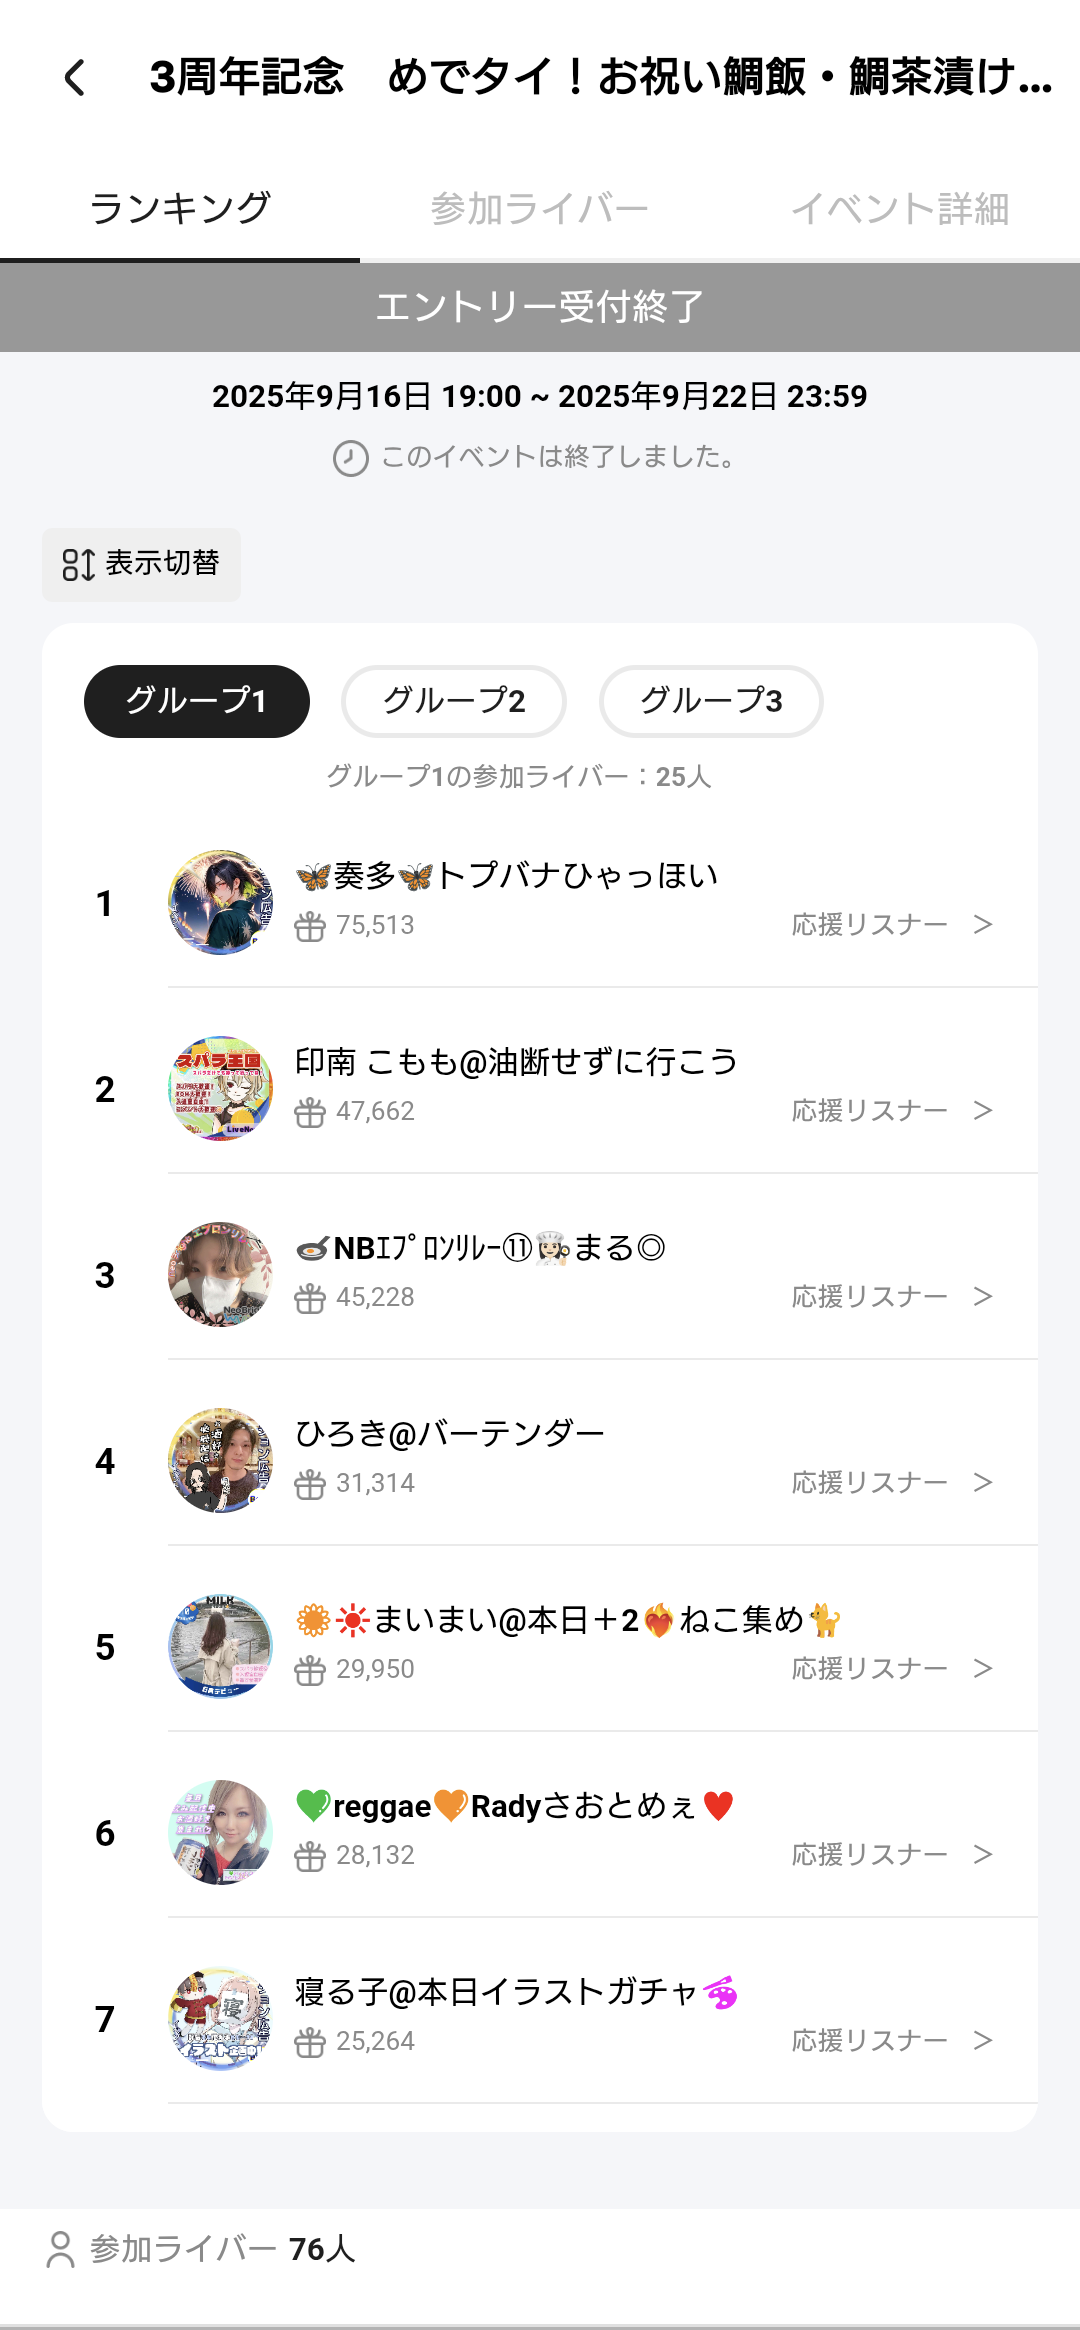 3周年記念　めでタイ！お祝い鯛飯・鯛茶漬け...
ランキング
参加ライバー
イベント詳細
エントリー受付終了
2025年9月16日 19:00 ~ 2025年9月22日 23:59
このイベントは終了しました。
表示切替
グループ1
グループ2
グループ3
グループ1の参加ライバー：25人
1
🦋奏多🦋トプバナひゃっほい
75,513
応援リスナー >
2
スパラ王国
印南 こもも@油断せずに行こう
47,662
応援リスナー >
3
🍳NBｴﾌﾟﾛﾝﾘﾚｰ⑪👩🏻‍🍳まる◎
45,228
応援リスナー >
4
ひろき@バーテンダー
31,314
応援リスナー >
5
MILK
🌼☀️まいまい@本日＋2❤️‍🔥ねこ集め🐈
29,950
応援リスナー >
6
💚reggae🧡Radyさおとめぇ♥️
28,132
応援リスナー >
7
寝
寝る子@本日イラストガチャ
25,264
応援リスナー >
参加ライバー 76人